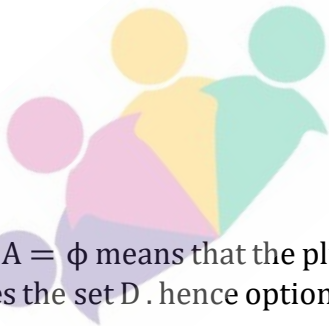 A = ϕ means that the pl
es the set D . hence option